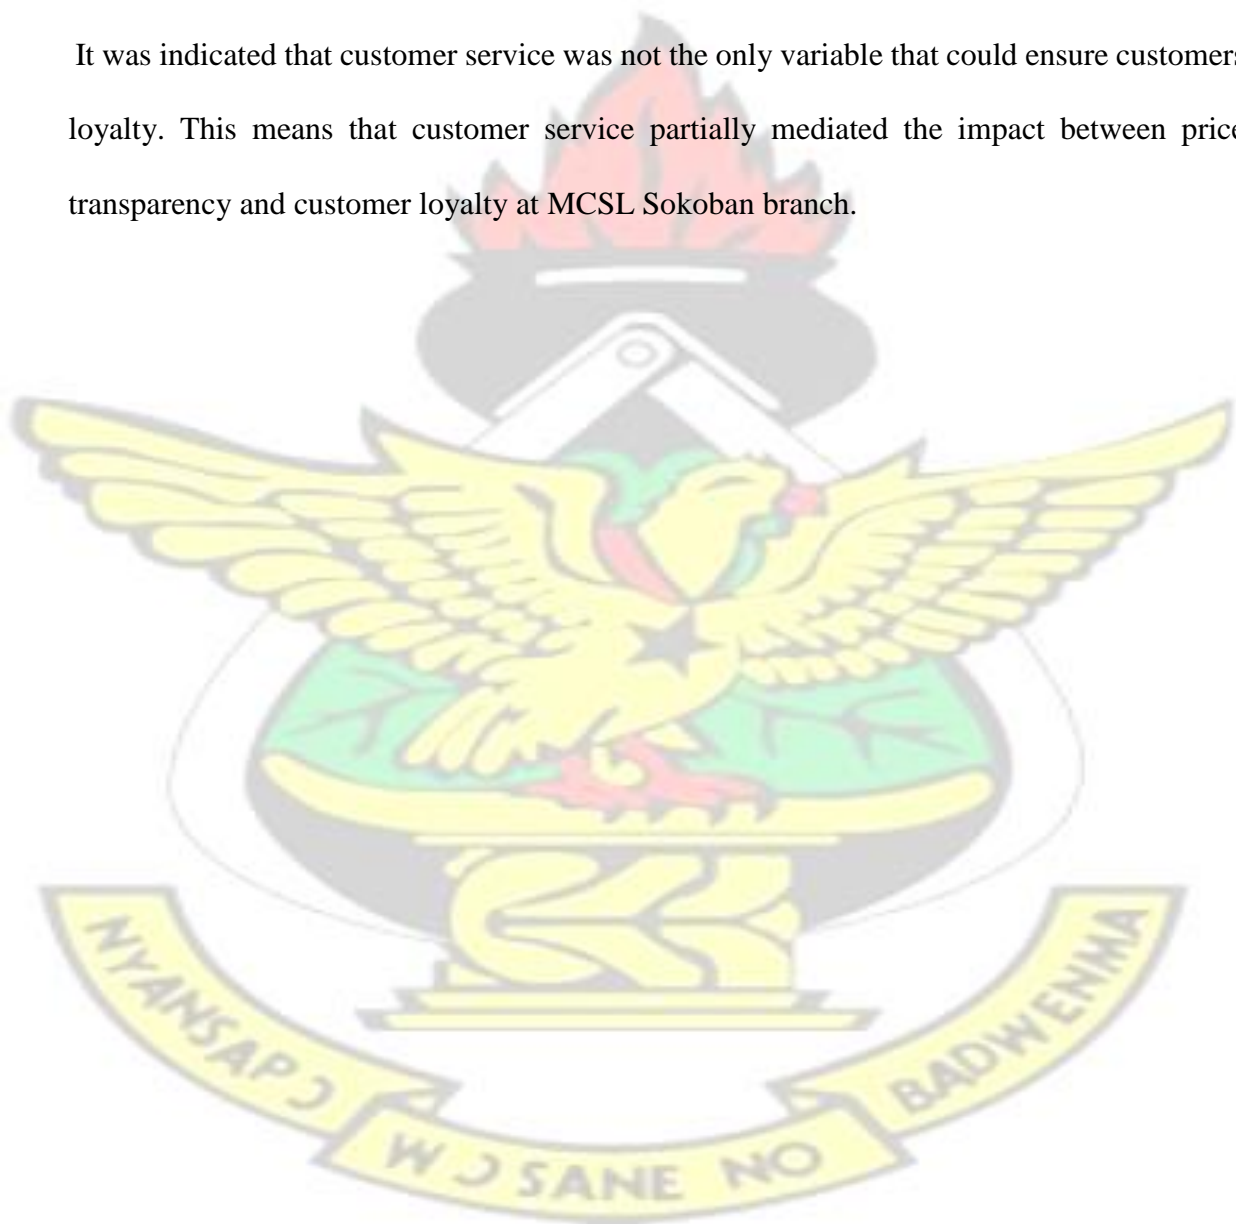 It was indicated that customer service was not the only variable that could ensure customers
loyalty. This means that customer service partially mediated the impact between price
transparency and customer loyalty at MCSL Sokoban branch.
NYANSAPƆ
WƆSANE NO
BADWENMA